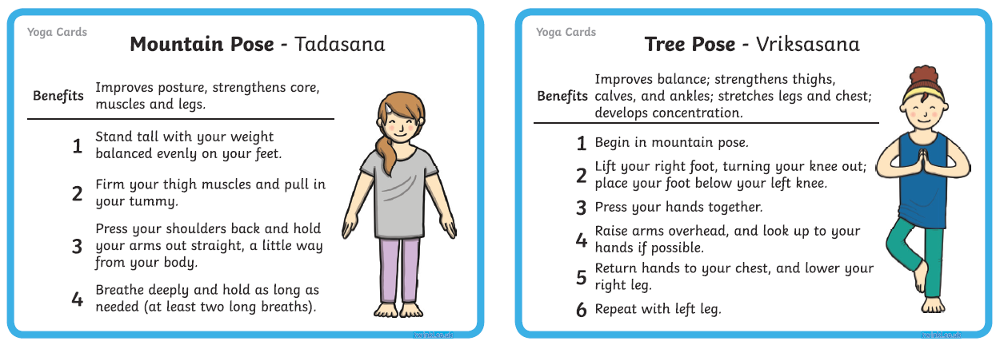 Yoga Cards
Mountain Pose - Tadasana
Benefits
Improves posture, strengthens core,
muscles and legs.
1 Stand tall with your weight
balanced evenly on your feet.
2 Firm your thigh muscles and pull in
your tummy.
3 Press your shoulders back and hold
your arms out straight, a little way
from your body.
4 Breathe deeply and hold as long as
needed (at least two long breaths).
twinkl.co.uk
Yoga Cards
Tree Pose - Vriksasana
Benefits
Improves balance; strengthens thighs,
calves, and ankles; stretches legs and chest;
develops concentration.
1 Begin in mountain pose.
2 Lift your right foot, turning your knee out;
place your foot below your left knee.
3 Press your hands together.
4 Raise arms overhead, and look up to your
hands if possible.
5 Return hands to your chest, and lower your
right leg.
6 Repeat with left leg.
twinkl.co.uk